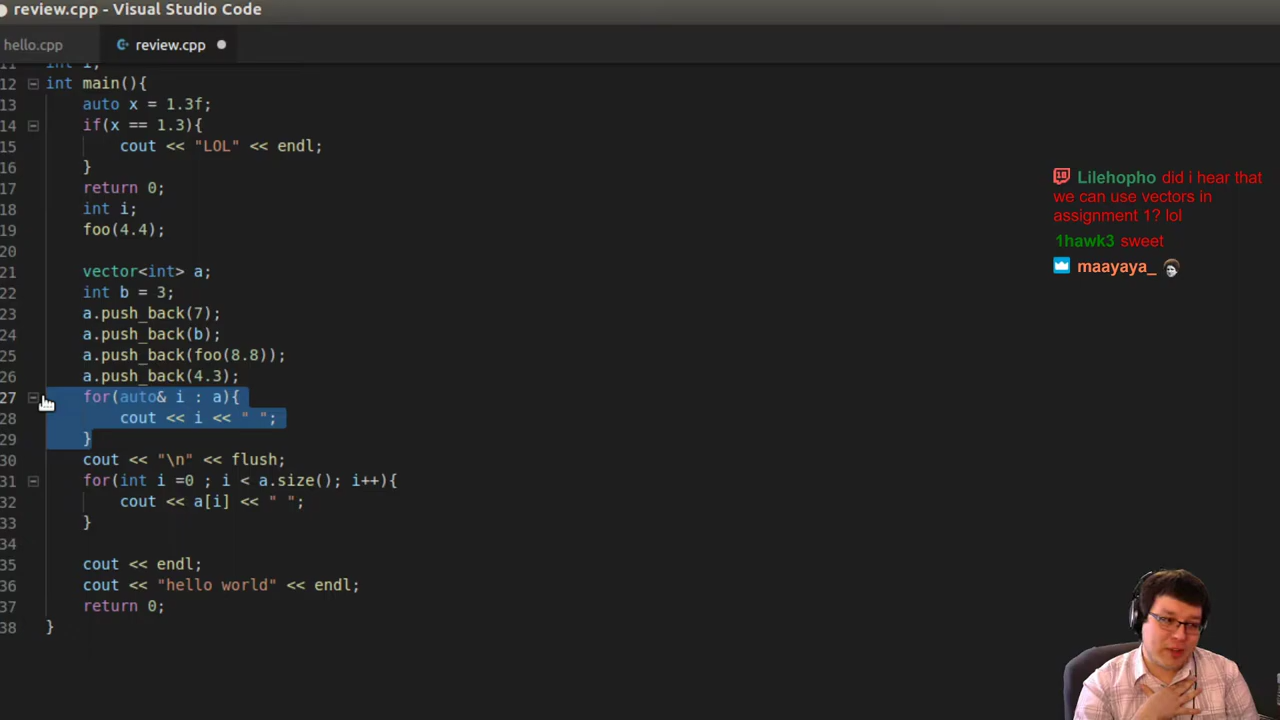 review.cpp - Visual Studio Code
hello.cpp
review.cpp
11 int i;
12 int main(){
13 auto x = 1.3f;
14 if(x == 1.3){
15 cout << "LOL" << endl;
16 }
17 return 0;
18 int i;
19 foo(4.4);
20
21 vector<int> a;
22 int b = 3;
23 a.push_back(7);
24 a.push_back(b);
25 a.push_back(foo(8.8));
26 a.push_back(4.3);
27 for(auto& i : a){
28 cout << i << " ";
29 }
30 cout << "\n" << flush;
31 for(int i =0 ; i < a.size(); i++){
32 cout << a[i] << " ";
33 }
34
35 cout << endl;
36 cout << "hello world" << endl;
37 return 0;
38 }
18 Lilehopho did i hear that
we can use vectors in
assignment 1? lol
1hawk3 sweet
maayaya_